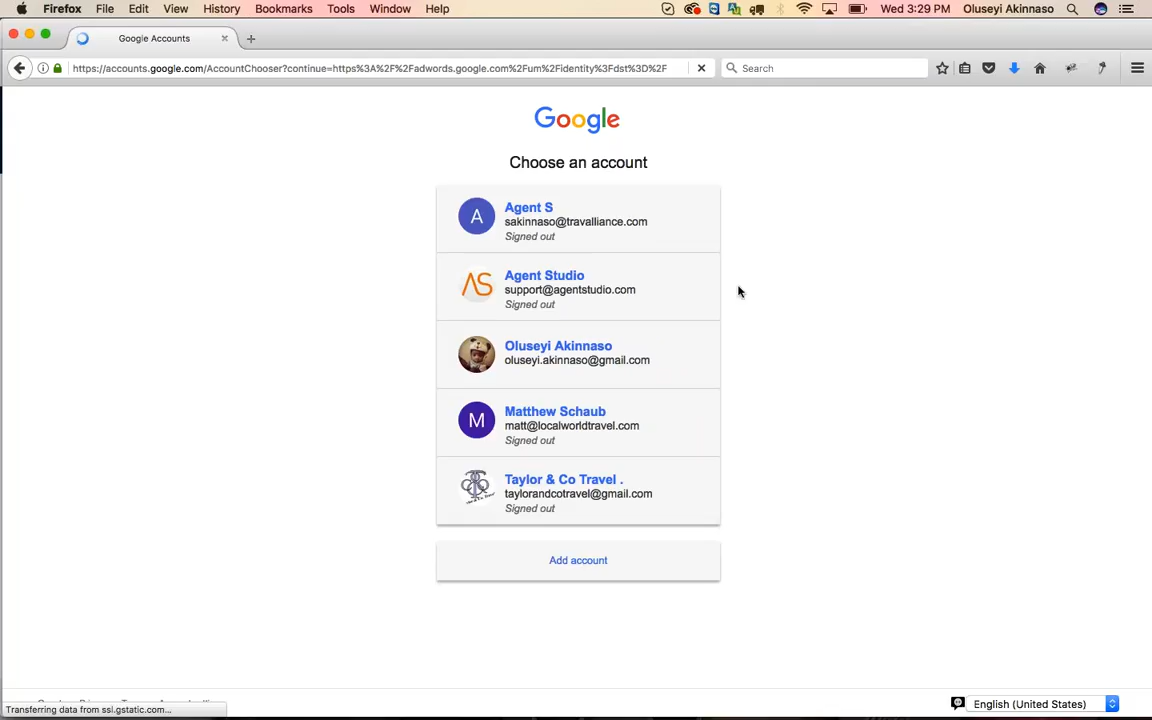 Firefox File Edit View History Bookmarks Tools Window Help Wed 3:29 PM Oluseyi Akinnaso
Google Accounts
https://accounts.google.com/AccountChooser?continue=https%3A%2F%2Fadwords.google.com%2Fum%2Fidentity%3Fdst%3D%2F Search
Google
Choose an account
A
Agent S
sakinnaso@travalliance.com
Signed out
AS
Agent Studio
support@agentstudio.com
Signed out
Oluseyi Akinnaso
oluseyi.akinnaso@gmail.com
M
Matthew Schaub
matt@localworldtravel.com
Signed out
Taylor & Co Travel .
taylorandcotravel@gmail.com
Signed out
Add account
English (United States)
Transferring data from ssl.gstatic.com...